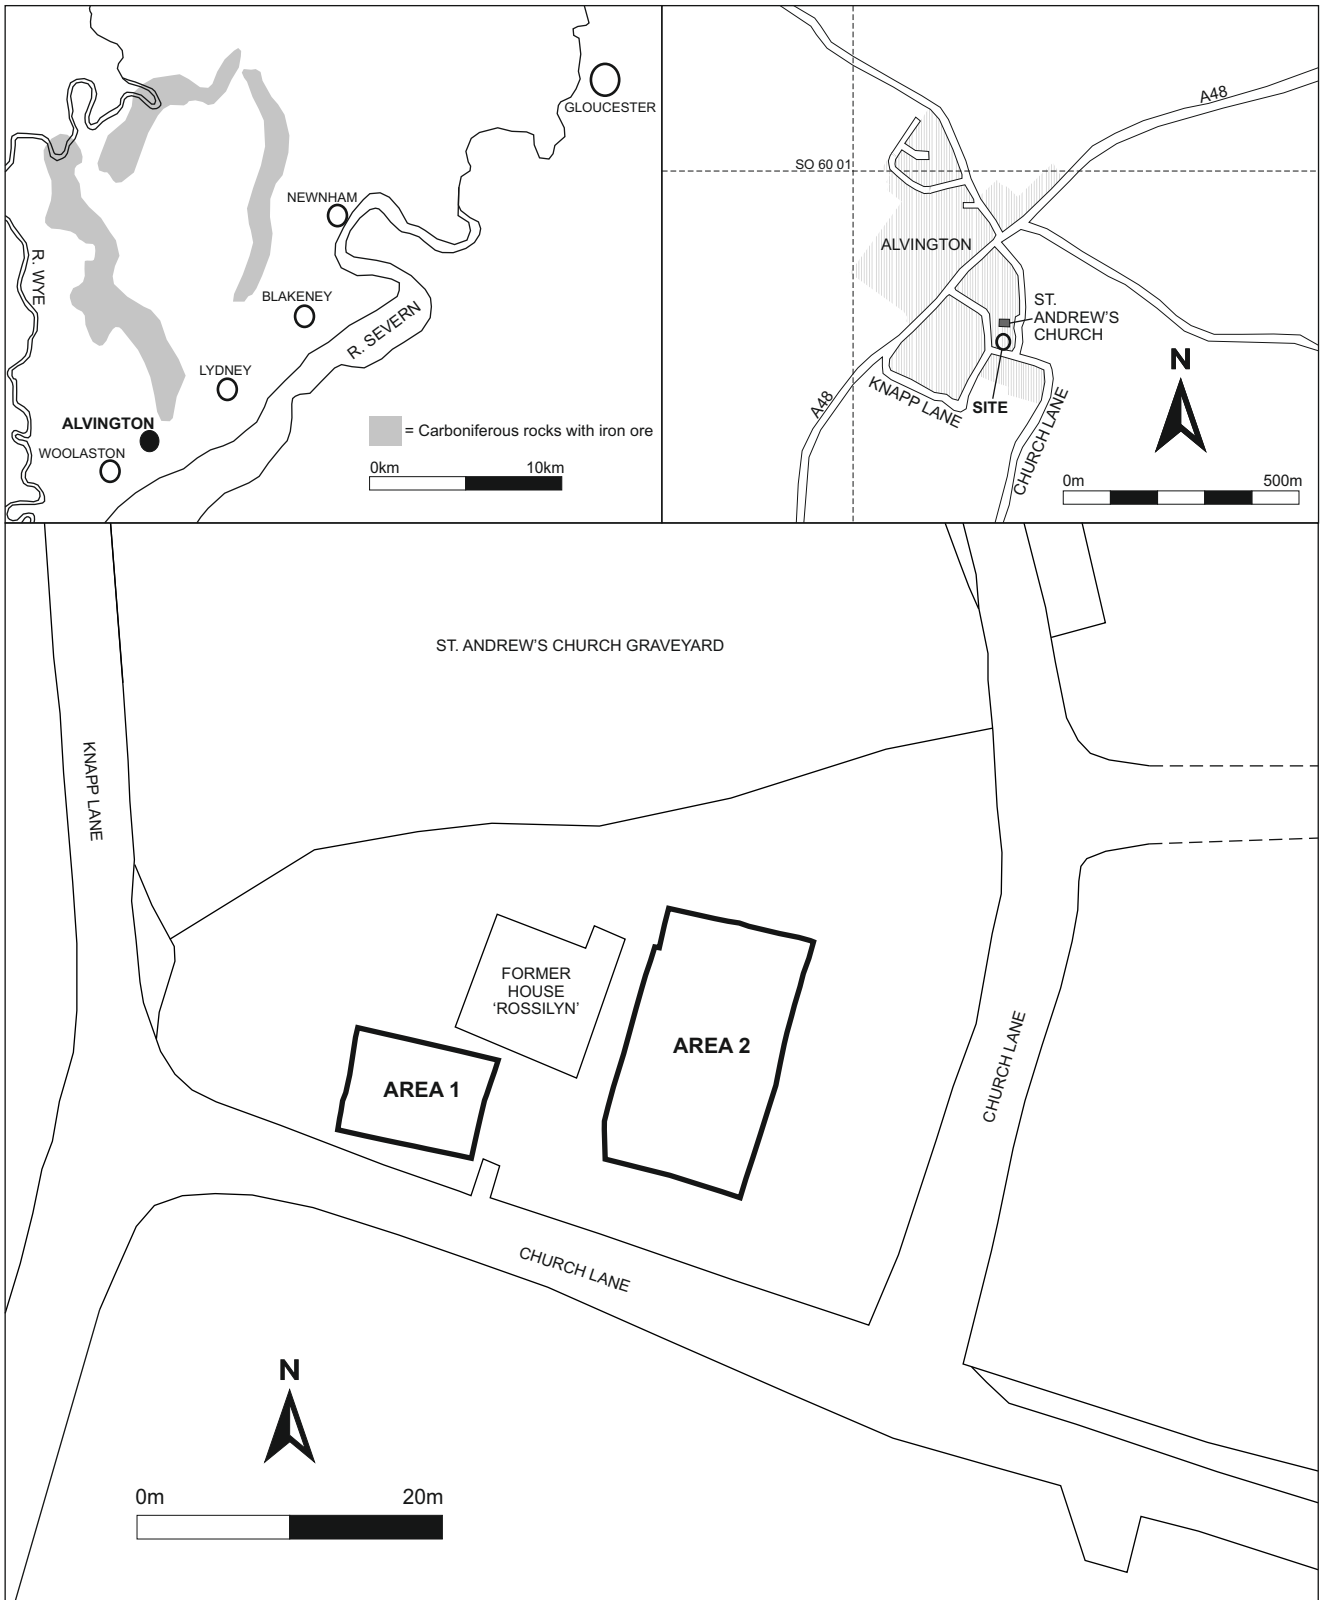 GLOUCESTER
NEWNHAM
R. WYE
BLAKENEY
R. SEVERN
LYDNEY
ALVINGTON
WOOLASTON
= Carboniferous rocks with iron ore
0km 10km
A48
SO 60 01
ALVINGTON
ST.
ANDREW'S
CHURCH
N
KNAPP LANE
SITE
A48
CHURCH LANE
0m 500m
ST. ANDREW'S CHURCH GRAVEYARD
KNAPP LANE
FORMER
HOUSE
‘ROSSILYN’
AREA 2
AREA 1
CHURCH LANE
CHURCH LANE
N
0m 20m